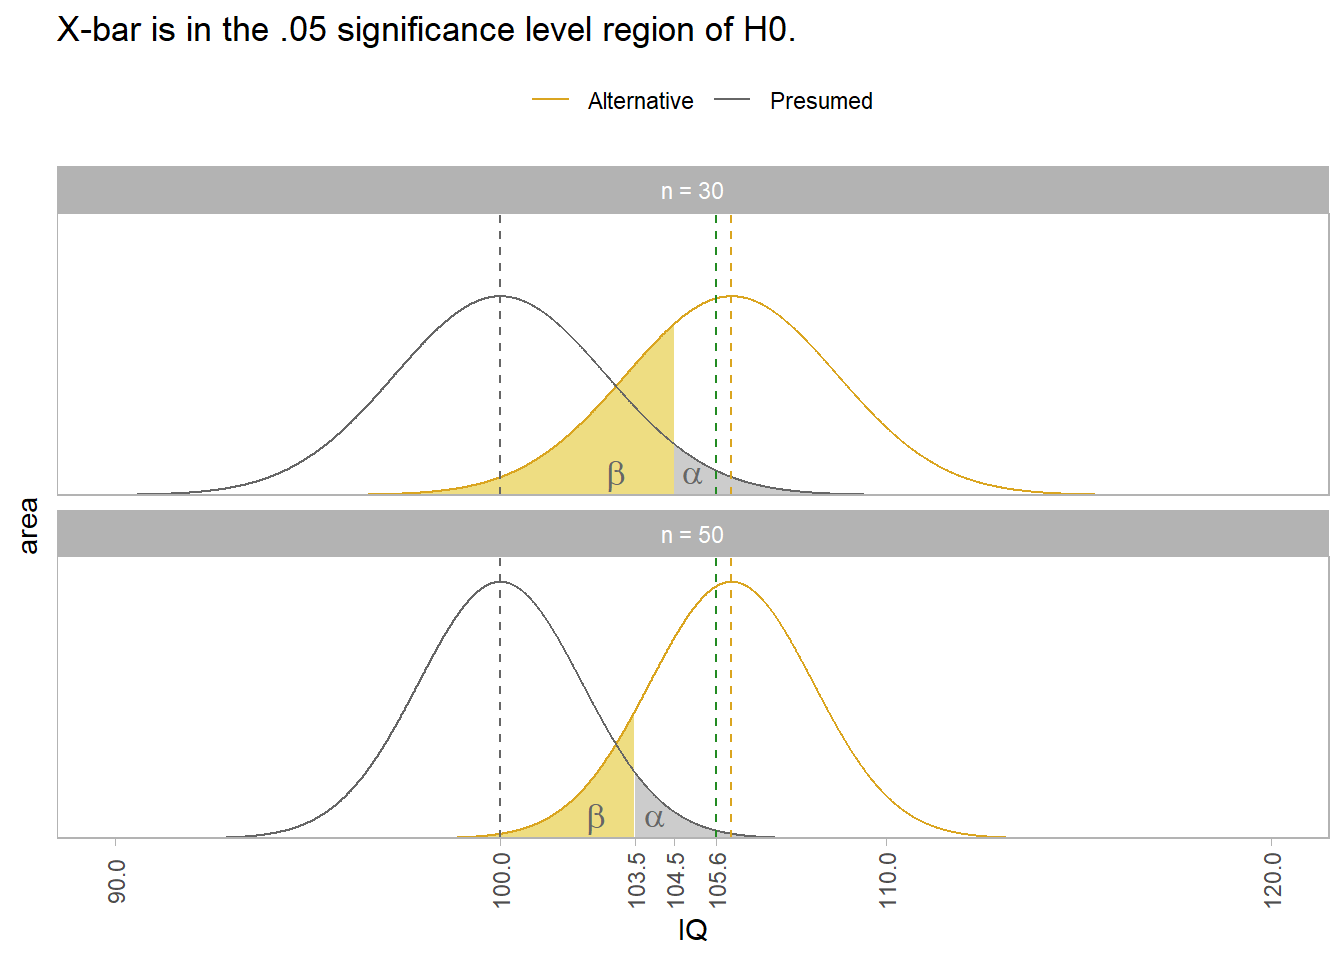 X-bar is in the .05 significance level region of H0.
Alternative Presumed
n = 30
β α
area
n = 50
β α
90.0 100.0 103.5 104.5 105.6 110.0 120.0
IQ